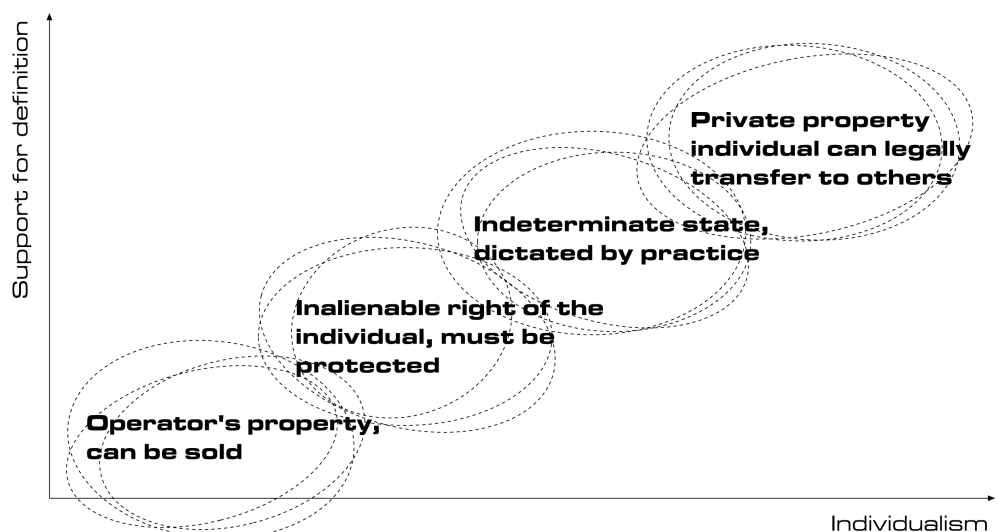 Support for definition
Private property
individual can legally
transfer to others
Indeterminate state,
dictated by practice
Inalienable right of the
individual, must be
protected
Operator's property,
can be sold
Individualism